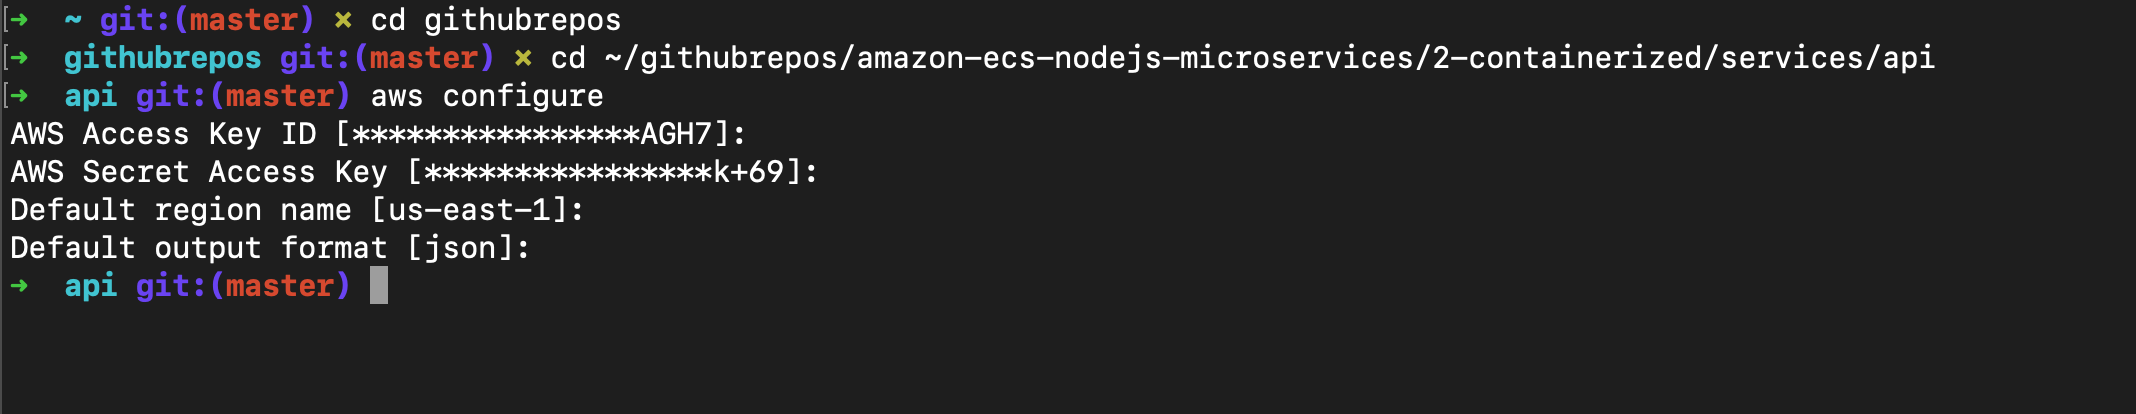 [➜  ~ git:(master) ✗ cd githubrepos
[➜  githubrepos git:(master) ✗ cd ~/githubrepos/amazon-ecs-nodejs-microservices/2-containerized/services/api
[➜  api git:(master) aws configure
AWS Access Key ID [****************AGH7]:
AWS Secret Access Key [****************k+69]:
Default region name [us-east-1]:
Default output format [json]:
➜  api git:(master)